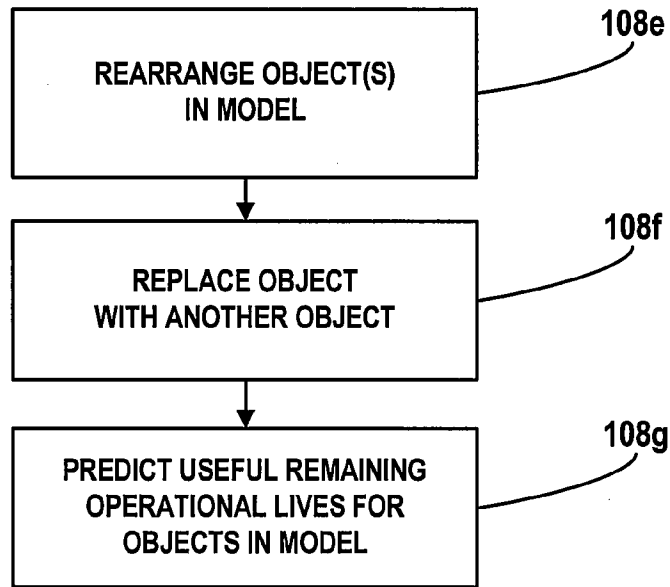 108e
REARRANGE OBJECT(S)
IN MODEL
108f
REPLACE OBJECT
WITH ANOTHER OBJECT
108g
PREDICT USEFUL REMAINING
OPERATIONAL LIVES FOR
OBJECTS IN MODEL